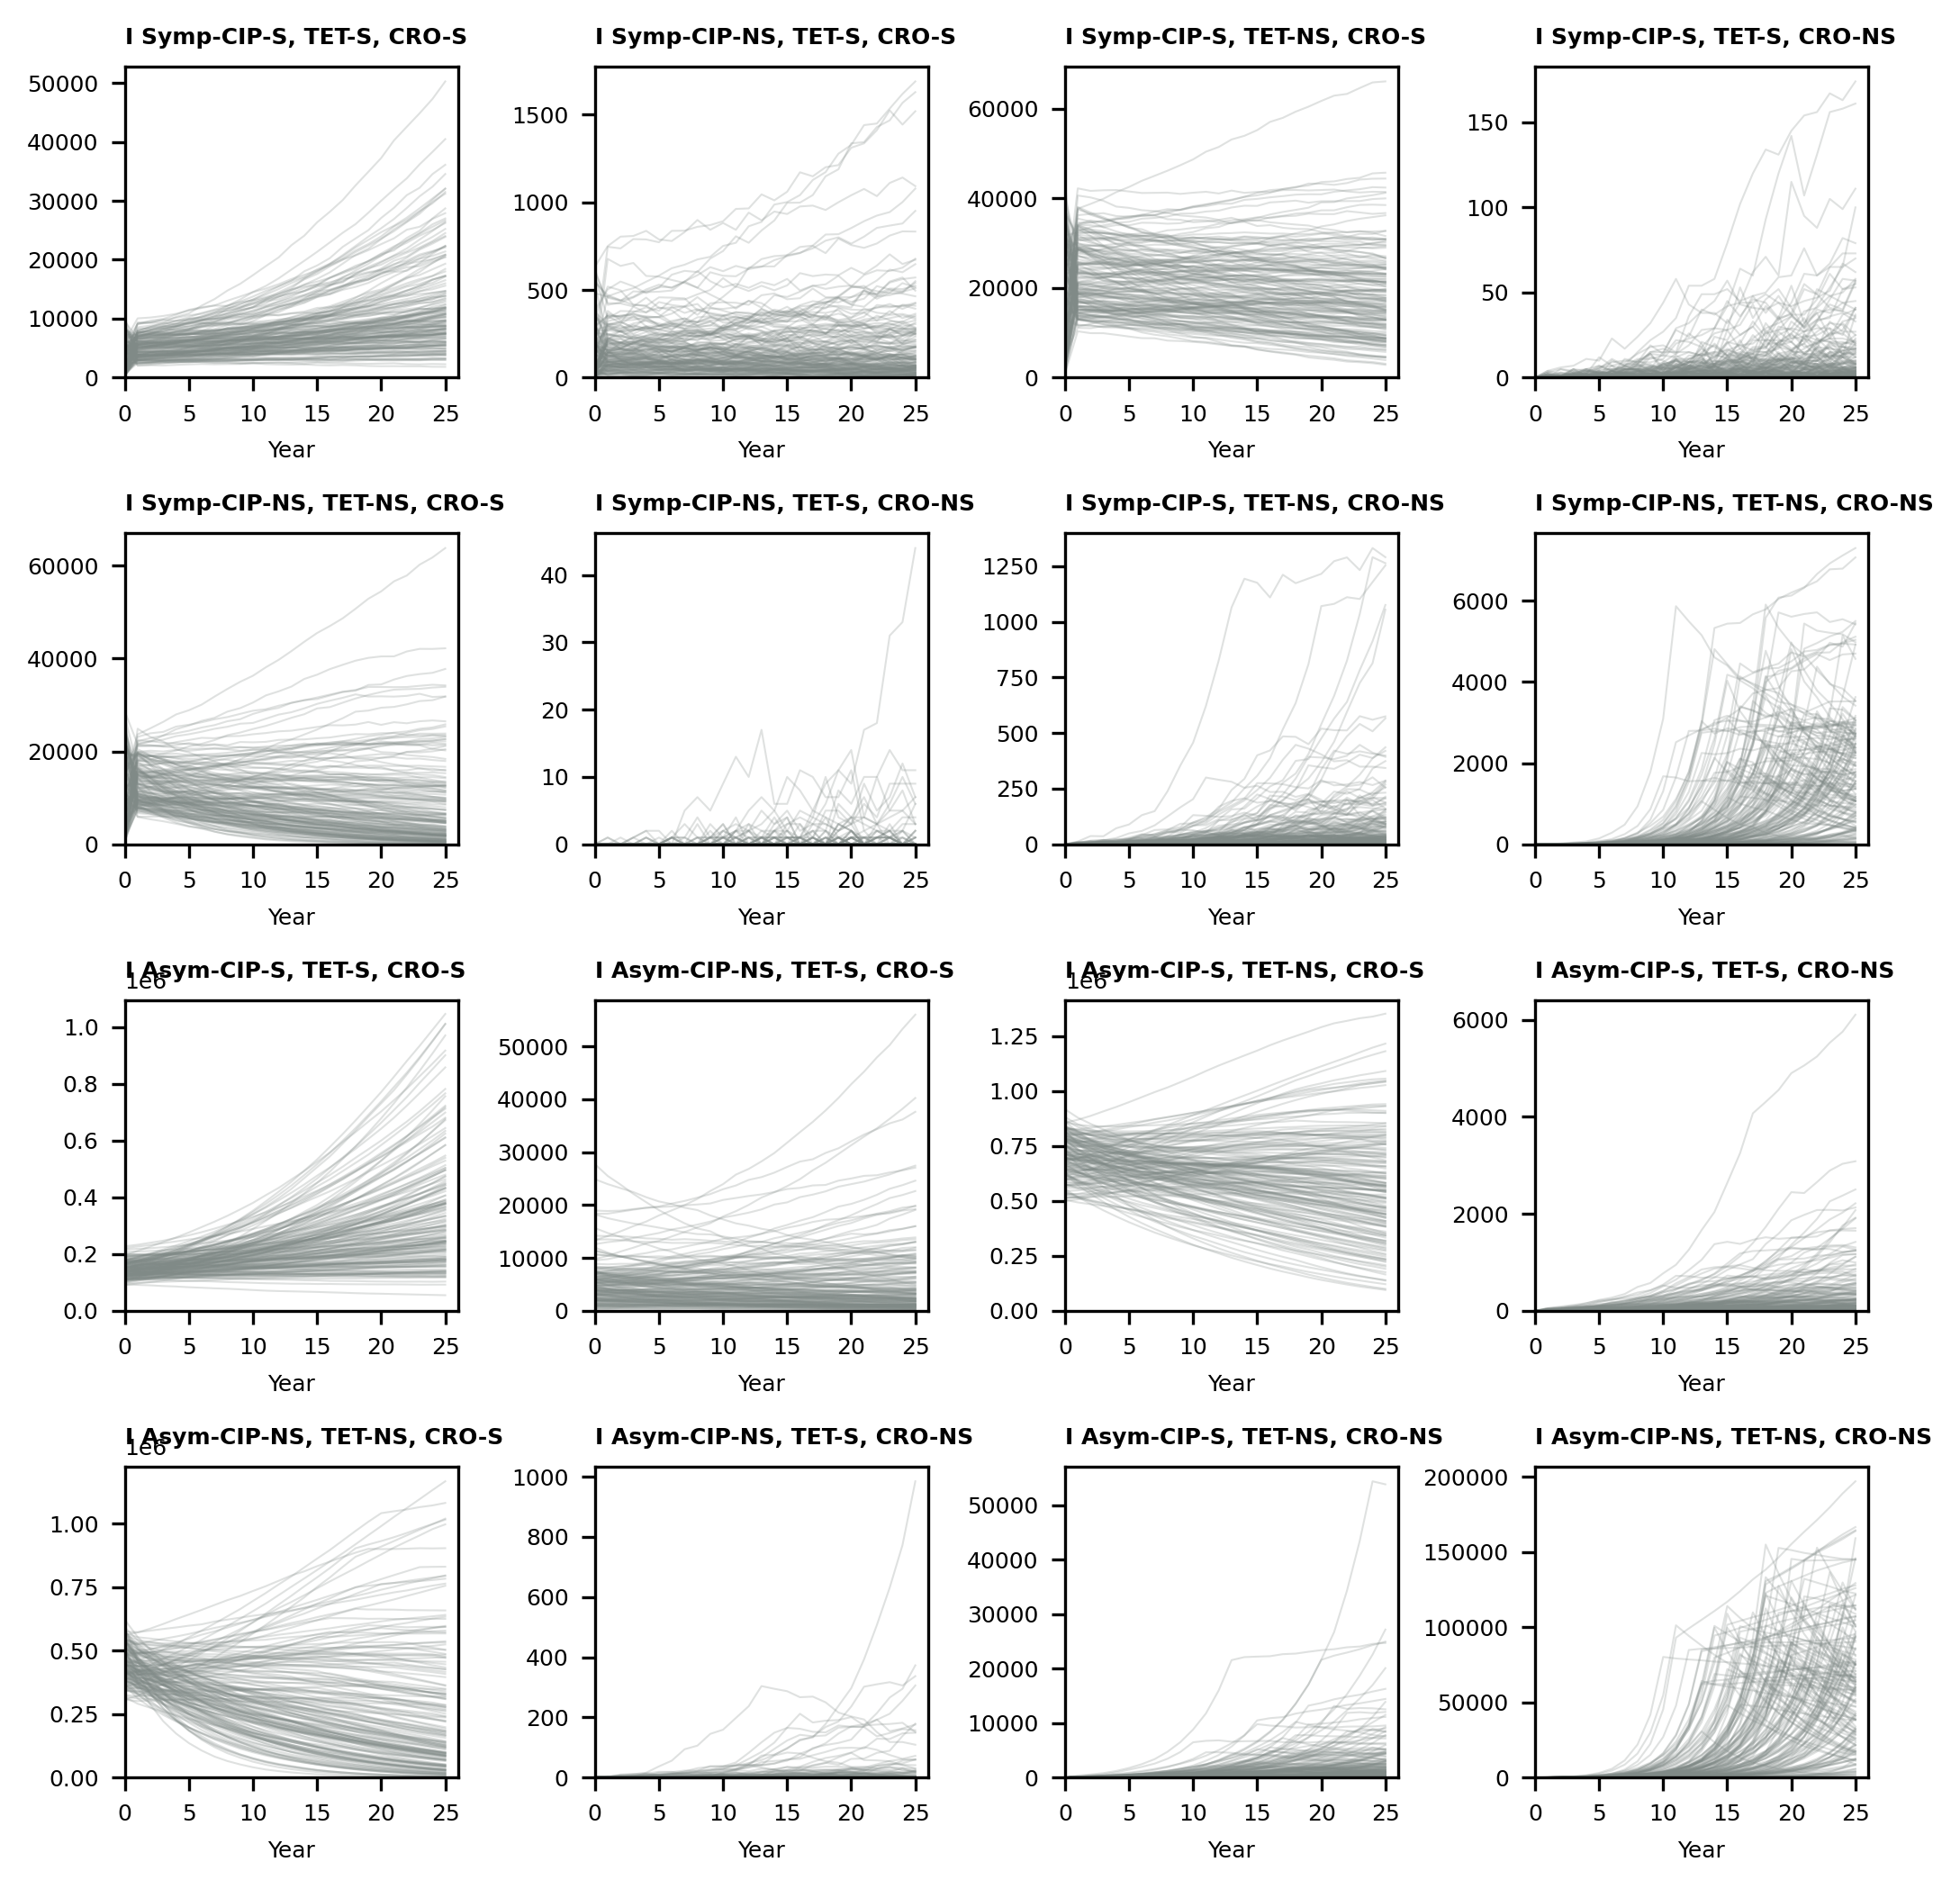 I Symp-CIP-S, TET-S, CRO-S
50000
40000
30000
20000
10000
0
0 5 10 15 20 25
Year
I Symp-CIP-NS, TET-S, CRO-S
1500
1000
500
0
0 5 10 15 20 25
Year
I Symp-CIP-S, TET-NS, CRO-S
60000
40000
20000
0
0 5 10 15 20 25
Year
I Symp-CIP-S, TET-S, CRO-NS
150
100
50
0
0 5 10 15 20 25
Year
I Symp-CIP-NS, TET-NS, CRO-S
60000
40000
20000
0
0 5 10 15 20 25
Year
I Symp-CIP-NS, TET-S, CRO-NS
40
30
20
10
0
0 5 10 15 20 25
Year
I Symp-CIP-S, TET-NS, CRO-NS
1250
1000
750
500
250
0
0 5 10 15 20 25
Year
I Symp-CIP-NS, TET-NS, CRO-NS
6000
4000
2000
0
0 5 10 15 20 25
Year
I Asym-CIP-S, TET-S, CRO-S
1e6
1.0
0.8
0.6
0.4
0.2
0.0
0 5 10 15 20 25
Year
I Asym-CIP-NS, TET-S, CRO-S
50000
40000
30000
20000
10000
0
0 5 10 15 20 25
Year
I Asym-CIP-S, TET-NS, CRO-S
1e6
1.25
1.00
0.75
0.50
0.25
0.00
0 5 10 15 20 25
Year
I Asym-CIP-S, TET-S, CRO-NS
6000
4000
2000
0
0 5 10 15 20 25
Year
I Asym-CIP-NS, TET-NS, CRO-S
1e6
1.00
0.75
0.50
0.25
0.00
0 5 10 15 20 25
Year
I Asym-CIP-NS, TET-S, CRO-NS
1000
800
600
400
200
0
0 5 10 15 20 25
Year
I Asym-CIP-S, TET-NS, CRO-NS
50000
40000
30000
20000
10000
0
0 5 10 15 20 25
Year
I Asym-CIP-NS, TET-NS, CRO-NS
200000
150000
100000
50000
0
0 5 10 15 20 25
Year